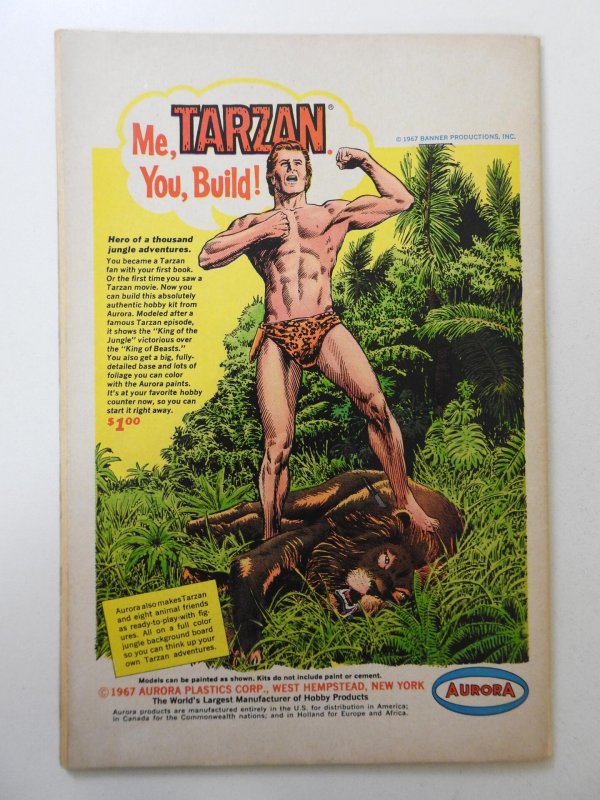 Me, TARZAN®.
You, Build!
© 1967 BANNER PRODUCTIONS, INC.
Hero of a thousand
jungle adventures.
You became a Tarzan
fan with your first book.
Or the first time you saw a
Tarzan movie. Now you
can build this absolutely
authentic hobby kit from
Aurora. Modeled after a
famous Tarzan episode,
it shows the "King of the
Jungle" victorious over
the "King of Beasts."
You also get a big, fully-
detailed base and lots of
foliage you can color
with the Aurora paints.
It's at your favorite hobby
counter now, so you can
start it right away.
$1.00
Aurora also makes Tarzan
and eight animal friends
as ready-to-play-with fig-
ures. All on a full color
jungle background board
so you can think up your
own Tarzan adventures.
Models can be painted as shown. Kits do not include paint or cement.
© 1967 AURORA PLASTICS CORP., WEST HEMPSTEAD, NEW YORK
The World's Largest Manufacturer of Hobby Products
Aurora products are manufactured entirely in the U.S. for distribution in America;
in Canada for the Commonwealth nations; and in Holland for Europe and Africa.
AURORA